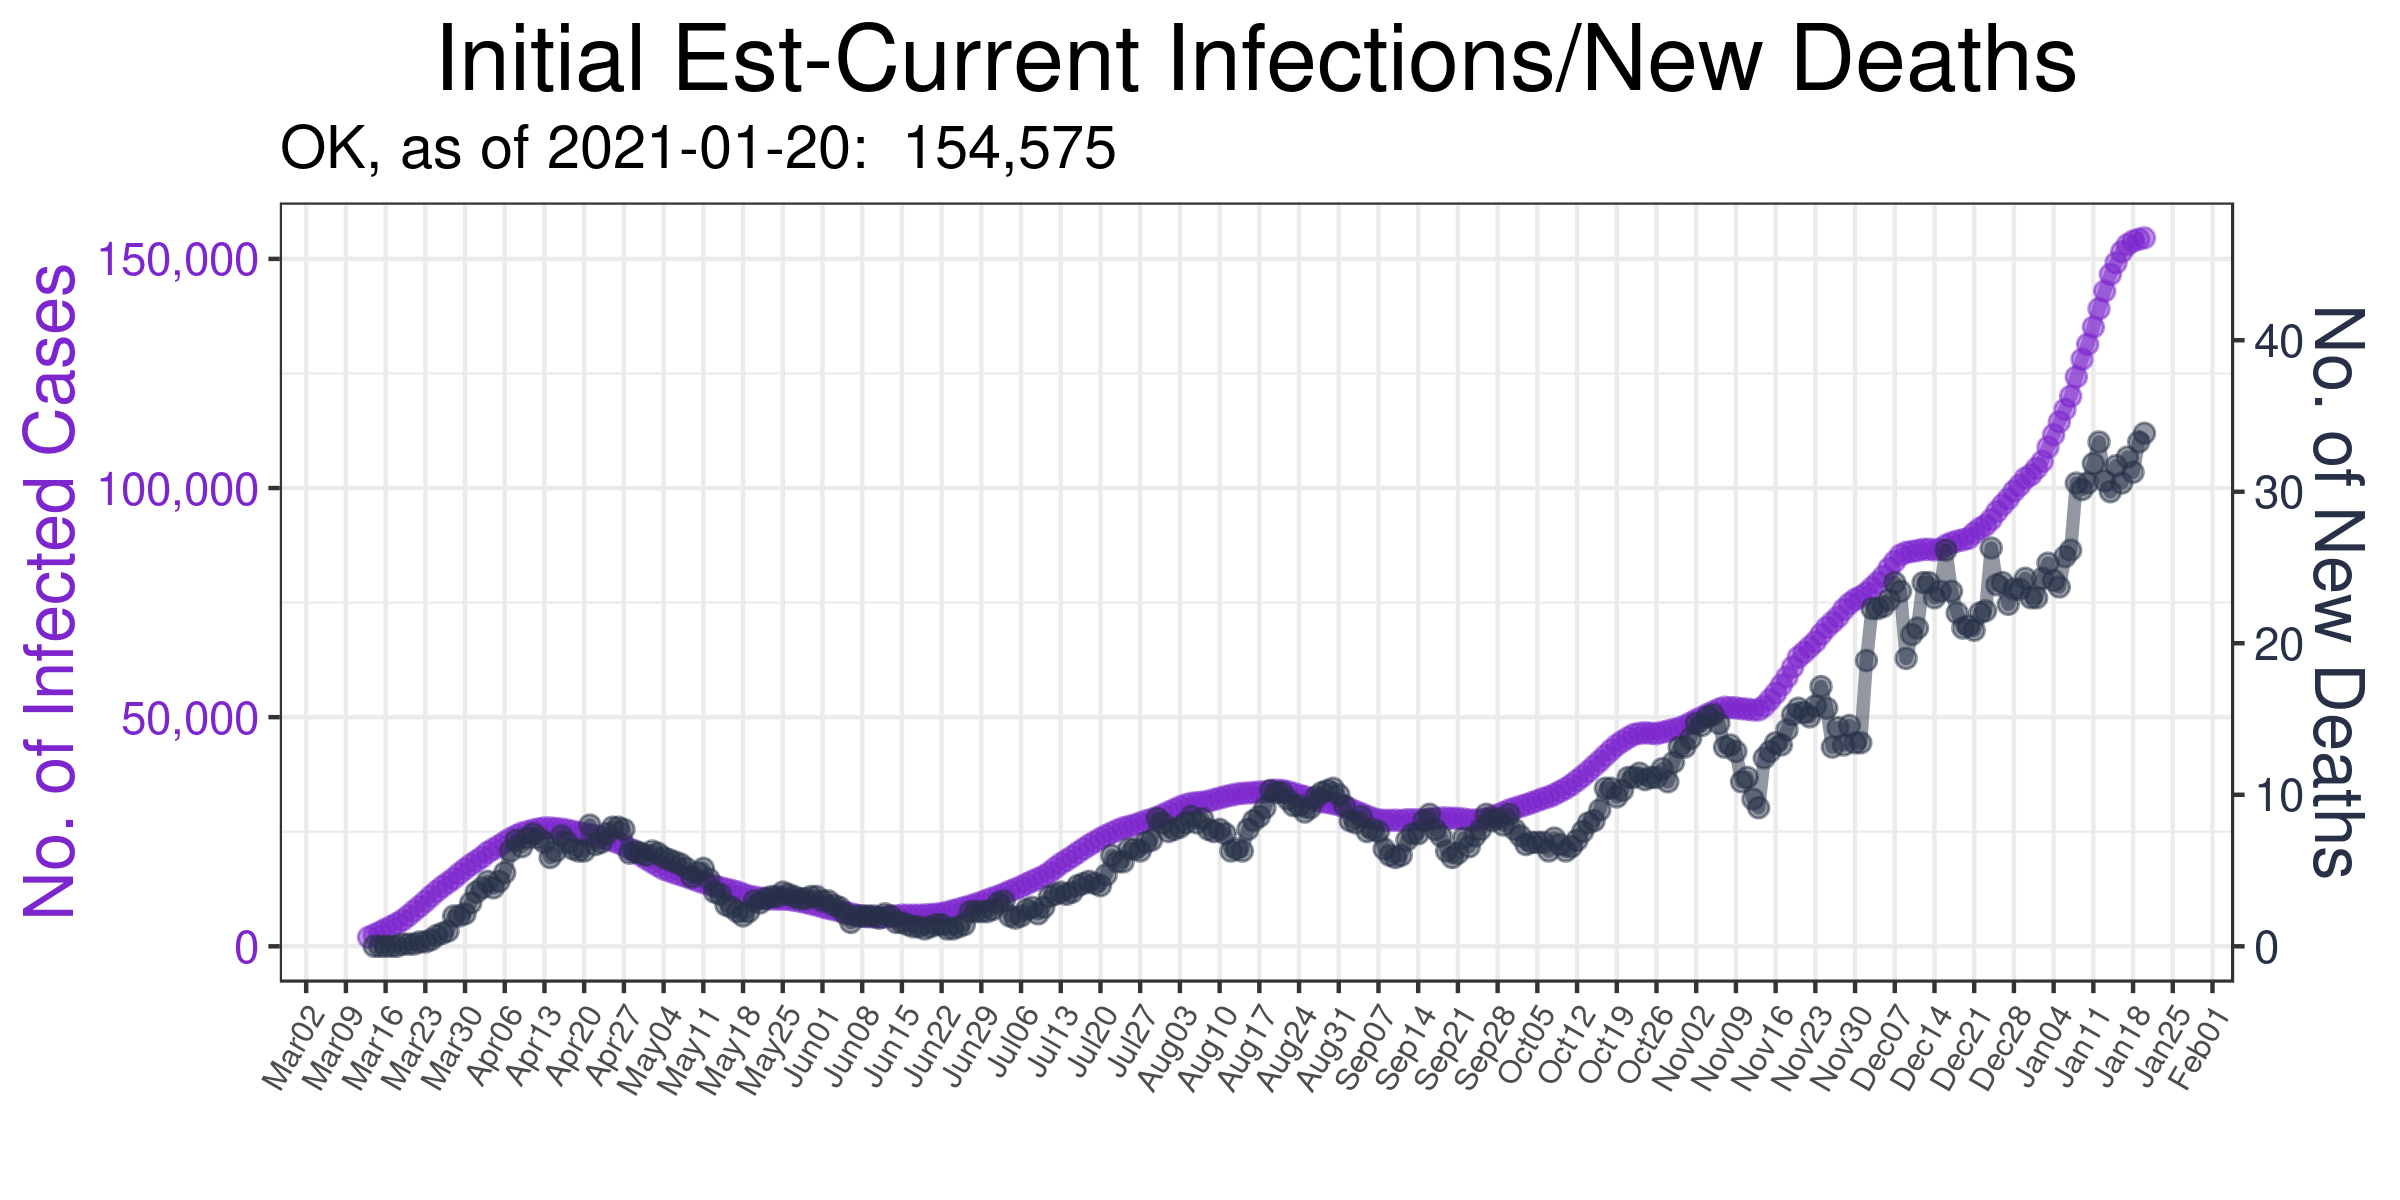 Initial Est-Current Infections/New Deaths
OK, as of 2021-01-20:  154,575
No. of Infected Cases
150,000
100,000
50,000
0
40
30
20
10
0
No. of New Deaths
Mar02
Mar09
Mar16
Mar23
Mar30
Apr06
Apr13
Apr20
Apr27
May04
May11
May18
May25
Jun01
Jun08
Jun15
Jun22
Jun29
Jul06
Jul13
Jul20
Jul27
Aug03
Aug10
Aug17
Aug24
Aug31
Sep07
Sep14
Sep21
Sep28
Oct05
Oct12
Oct19
Oct26
Nov02
Nov09
Nov16
Nov23
Nov30
Dec07
Dec14
Dec21
Dec28
Jan04
Jan11
Jan18
Jan25
Feb01